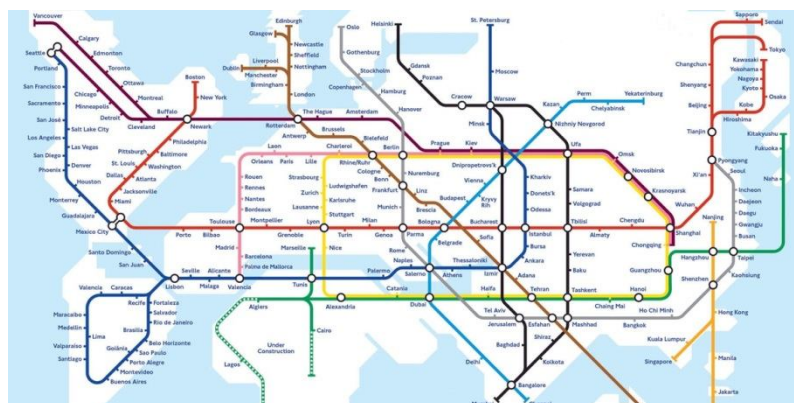 Vancouver
Calgary
Edmonton
Toronto
Ottawa
Montreal
Buffalo
Seattle
Portland
San Francisco
Sacramento
San José
Los Angeles
San Diego
Phoenix
Chicago
Minneapolis
Detroit
Cleveland
Salt Lake City
Las Vegas
Denver
Houston
Monterrey
Guadalajara
Mexico City
Boston
New York
Newark
Philadelphia
Pittsburgh
Baltimore
St. Louis
Washington
Dallas
Atlanta
Jacksonville
Miami
Santo Domingo
San Juan
Edinburgh
Glasgow
Newcastle
Liverpool
Sheffield
Dublin
Nottingham
Manchester
Birmingham
London
Rotterdam
The Hague
Amsterdam
Antwerp
Brussels
Bielefeld
Laen
Charleroi
Rhine/Ruhr
Orleans
Paris
Lille
Cologne
Bonn
Rouen
Rennes
Nantes
Bordeaux
Strasbourg
Zurich
Lausanne
Ludwigshafen
Karlsruhe
Stuttgart
Frankfurt
Oslo
Gothenburg
Stockholm
Copenhagen
Hamburg
Hanover
Berlin
Nuremburg
Munich
Linz
Brescia
Helsinki
Gdansk
Poznan
Cracow
Warsaw
St. Petersburg
Moscow
Minsk
Perm
Yekaterinburg
Kazan
Chelyabinsk
Nizhniy Novgorod
Prague
Kiev
Ufa
Omsk
Novosibirsk
Krasnoyarsk
Dniepropetrovs'k
Vienna
Kryvy
Rih
Budapest
Kharkiv
Donets'k
Odessa
Samara
Volgograd
Toulouse
Montpellier
Lyon
Milan
Parma
Bologna
Bucharest
Istanbul
Tbilisi
Chengdu
Wuhan
Shanghai
Porto
Bilbao
Grenoble
Turin
Genoa
Belgrade
Sofia
Almaty
Chongqing
Madrid
Marseille
Nice
Rome
Bursa
Yerevan
Barcelona
Palma de Mallorca
Naples
Thessaloniki
Ankara
Baku
Guangzhou
Lisbon
Seville
Alicante
Malaga
Valencia
Tunis
Palermo
Salerno
Athens
Izmir
Adana
Catania
Haifa
Tehran
Tashkent
Hanoi
Algiers
Alexandria
Dubai
Chaing Mai
Cairo
Lagos
Under
Construction
Tel Aviv
Jerusalem
Esfahan
Mashhad
Bangkok
Ho Chi Minh
Baghdad
Shiraz
Kolkota
Delhi
Bangalore
Valencia
Caracas
Recife
Fortaleza
Salvador
Rio de Janeiro
Maracaibo
Medellin
Lima
Valparaiso
Santiago
Brasilia
Belo Horizonte
Goiânia
Sao Paulo
Porto Alegre
Montevideo
Buenos Aires
Sapporo
Sendai
Tokyo
Changchun
Shenyang
Beijing
Kawasaki
Yokohama
Nagoya
Kyoto
Osaka
Kobe
Hiroshima
Tianjin
Kitakyushu
Fukuoka
Naha
Pyongyang
Xi'an
Seoul
Incheon
Daejeon
Daegu
Gwangju
Busan
Nanjing
Hangzhou
Taipei
Kaohsiung
Shenzhen
Hong Kong
Kuala Lumpur
Singapore
Manila
Jakarta